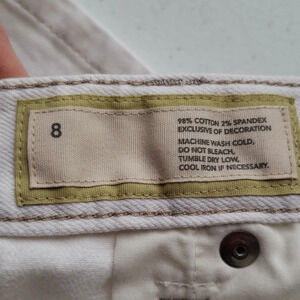 8
98% COTTON 2% SPANDEX
EXCLUSIVE OF DECORATION
MACHINE WASH COLD,
DO NOT BLEACH,
TUMBLE DRY LOW,
COOL IRON IF NECESSARY.